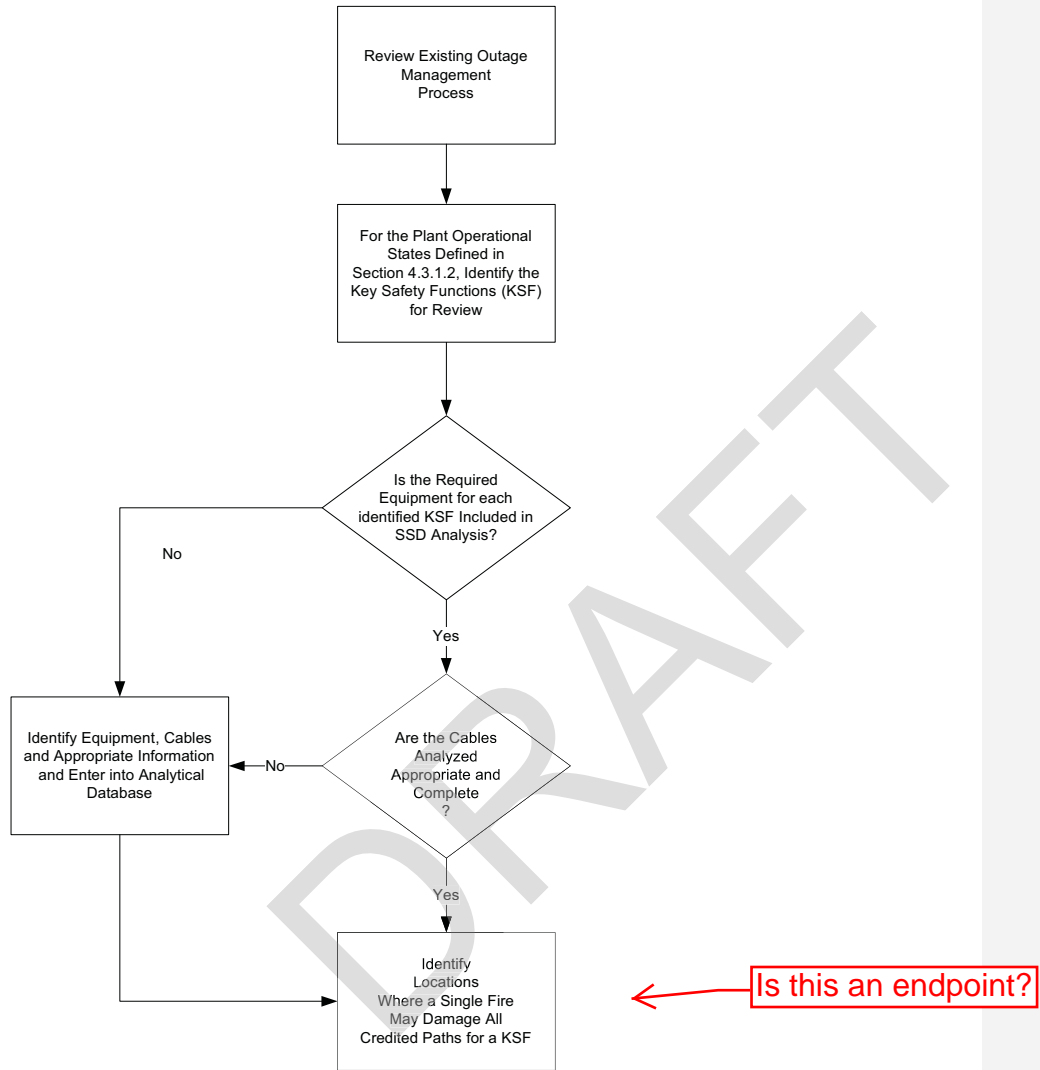 Review Existing Outage
Management
Process
For the Plant Operational
States Defined in
Section 4.3.1.2, Identify the
Key Safety Functions (KSF)
for Review
Is the Required
Equipment for each
identified KSF Included in
SSD Analysis?
No
Yes
Identify Equipment, Cables
and Appropriate Information
and Enter into Analytical
Database
No
Are the Cables
Analyzed
Appropriate and
Complete
?
Yes
Identify
Locations
Where a Single Fire
May Damage All
Credited Paths for a KSF
Is this an endpoint?
DRAFT